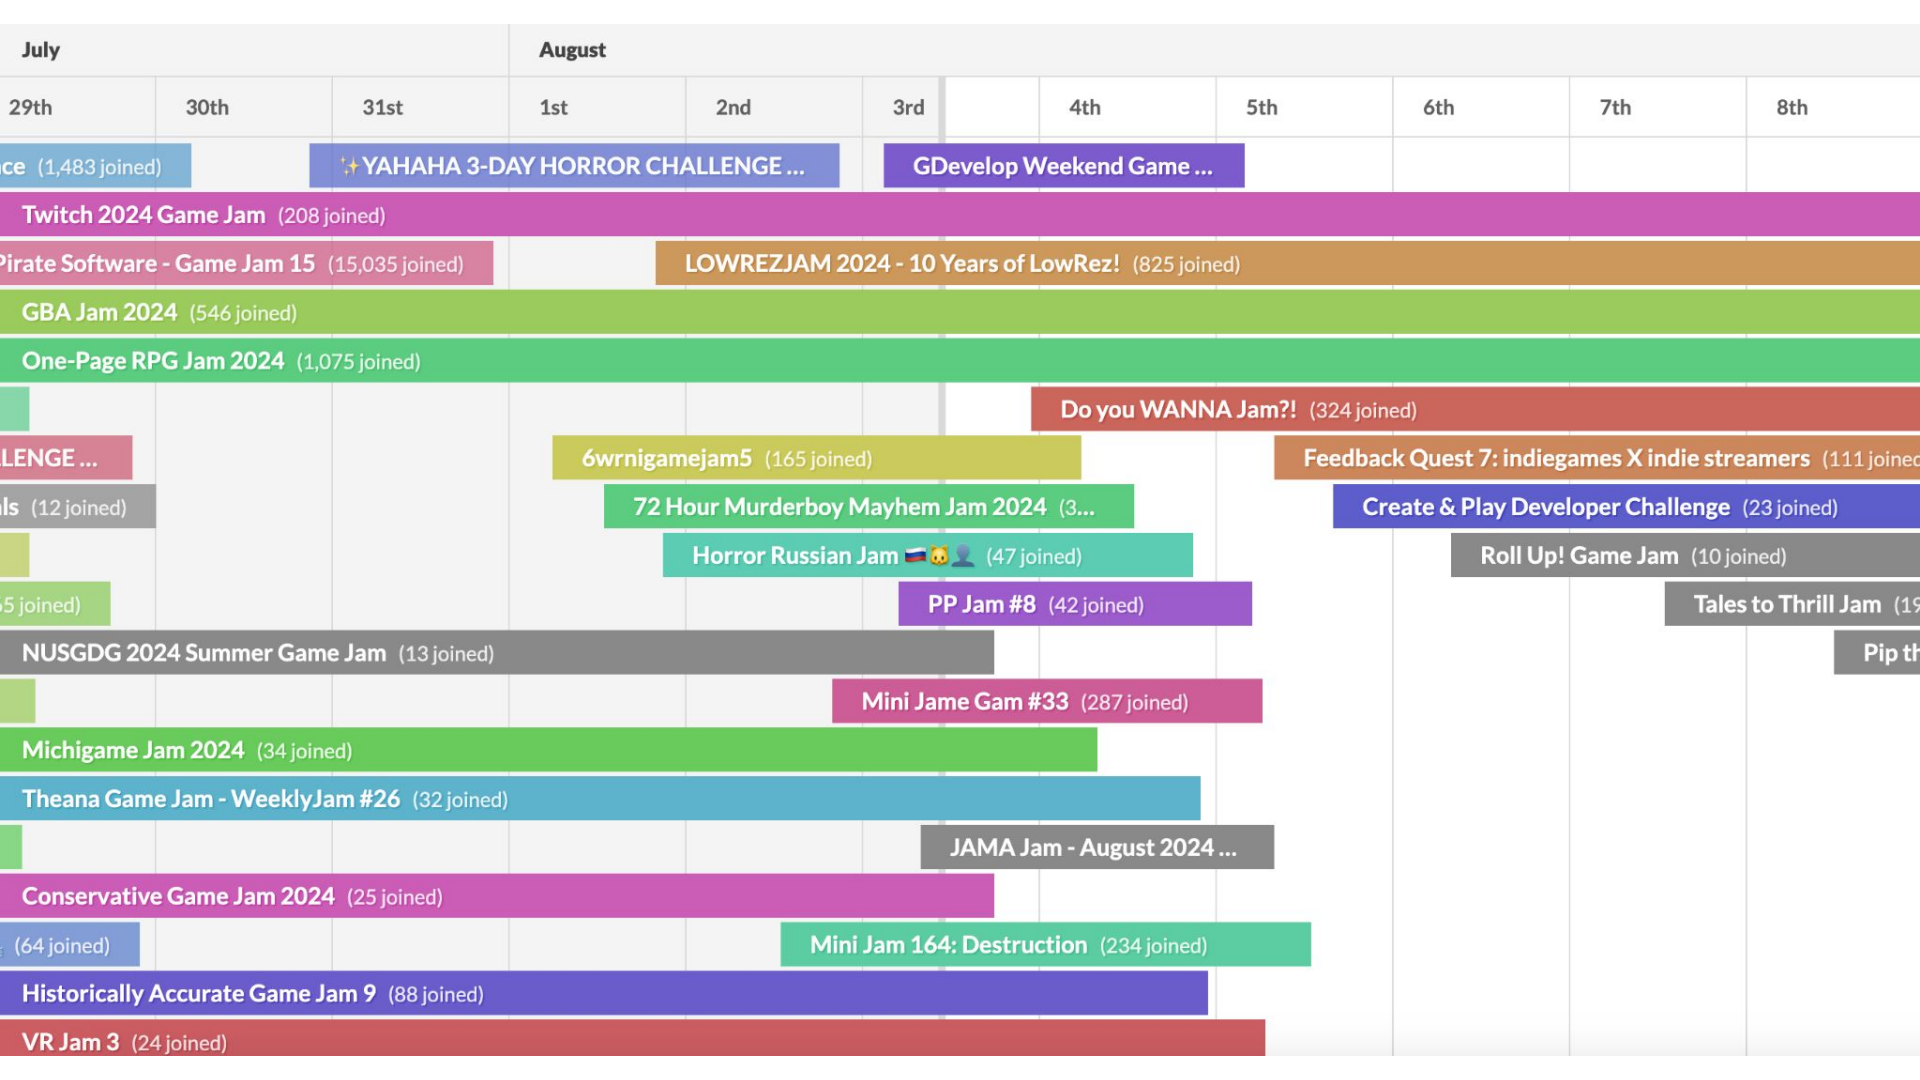 July August
29th 30th 31st 1st 2nd 3rd 4th 5th 6th 7th 8th
(1,483 joined) ✨YAHAHA 3-DAY HORROR CHALLENGE ... GDevelop Weekend Game ...
Twitch 2024 Game Jam (208 joined)
Pirate Software - Game Jam 15 (15,035 joined) LOWREZJAM 2024 - 10 Years of LowRez! (825 joined)
GBA Jam 2024 (546 joined)
One-Page RPG Jam 2024 (1,075 joined)
Do you WANNA Jam?! (324 joined)
LENGE ... 6wrnigamejam5 (165 joined) Feedback Quest 7: indiegames X indie streamers (111 joined
ls (12 joined) 72 Hour Murderboy Mayhem Jam 2024 (3... Create & Play Developer Challenge (23 joined)
Horror Russian Jam 🇷🇺🐱👤 (47 joined) Roll Up! Game Jam (10 joined)
5 joined) PP Jam #8 (42 joined) Tales to Thrill Jam (19
NUSGDG 2024 Summer Game Jam (13 joined) Pip th
Mini Jame Gam #33 (287 joined)
Michigame Jam 2024 (34 joined)
Theana Game Jam - WeeklyJam #26 (32 joined)
JAMA Jam - August 2024 ...
Conservative Game Jam 2024 (25 joined)
(64 joined) Mini Jam 164: Destruction (234 joined)
Historically Accurate Game Jam 9 (88 joined)
VR Jam 3 (24 joined)